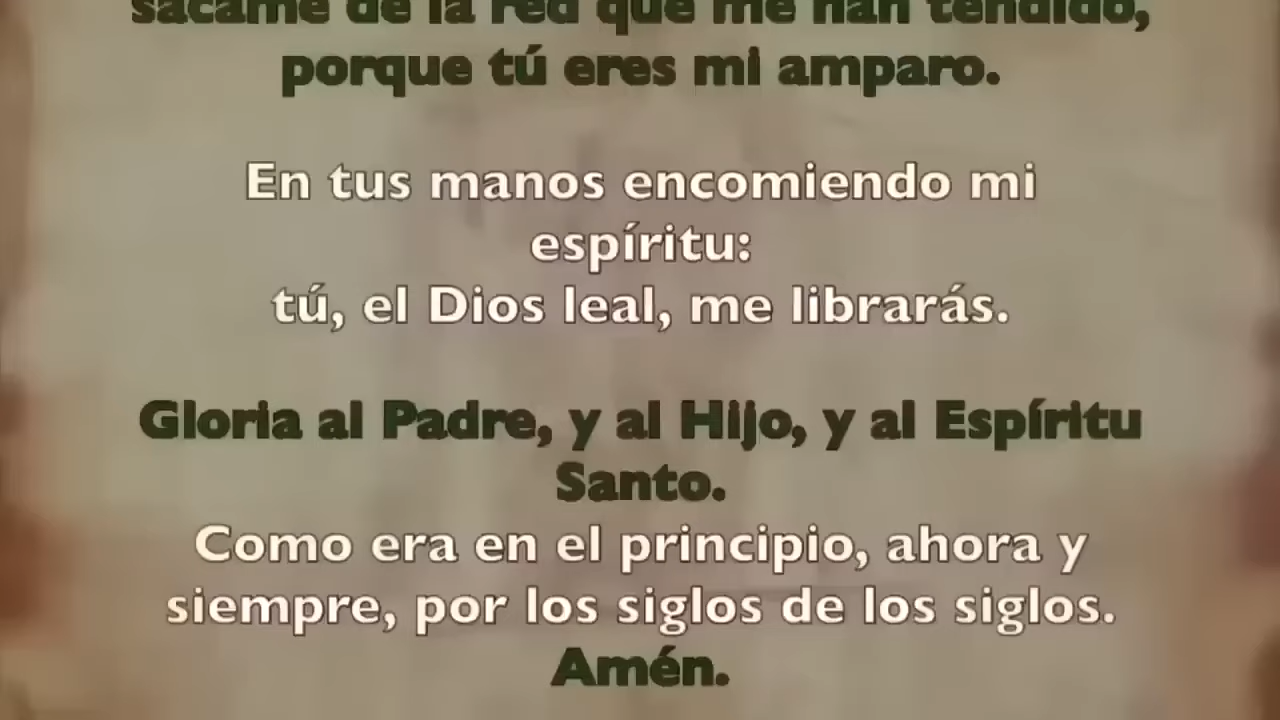 sácame de la red que me han tendido,
porque tú eres mi amparo.
En tus manos encomiendo mi
espíritu:
tú, el Dios leal, me librarás.
Gloria al Padre, y al Hijo, y al Espíritu
Santo.
Como era en el principio, ahora y
siempre, por los siglos de los siglos.
Amén.